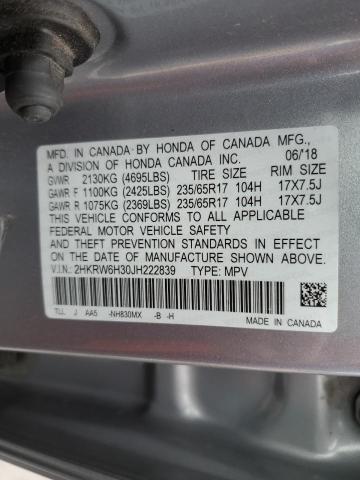 MFD. IN CANADA BY HONDA OF CANADA MFG.,
A DIVISION OF HONDA CANADA INC. 06/18
GVWR 2130KG (4695LBS) TIRE SIZE RIM SIZE
GAWR F 1100KG (2425LBS) 235/65R17 104H 17X7.5J
GAWR R 1075KG (2369LBS) 235/65R17 104H 17X7.5J
THIS VEHICLE CONFORMS TO ALL APPLICABLE
FEDERAL MOTOR VEHICLE SAFETY
AND THEFT PREVENTION STANDARDS IN EFFECT
ON THE DATE OF MANUFACTURE SHOWN ABOVE.
V.I.N.: 2HKRW6H30JH222839 TYPE: MPV
TLL J AA5 -NH830MX -B -H
MADE IN CANADA